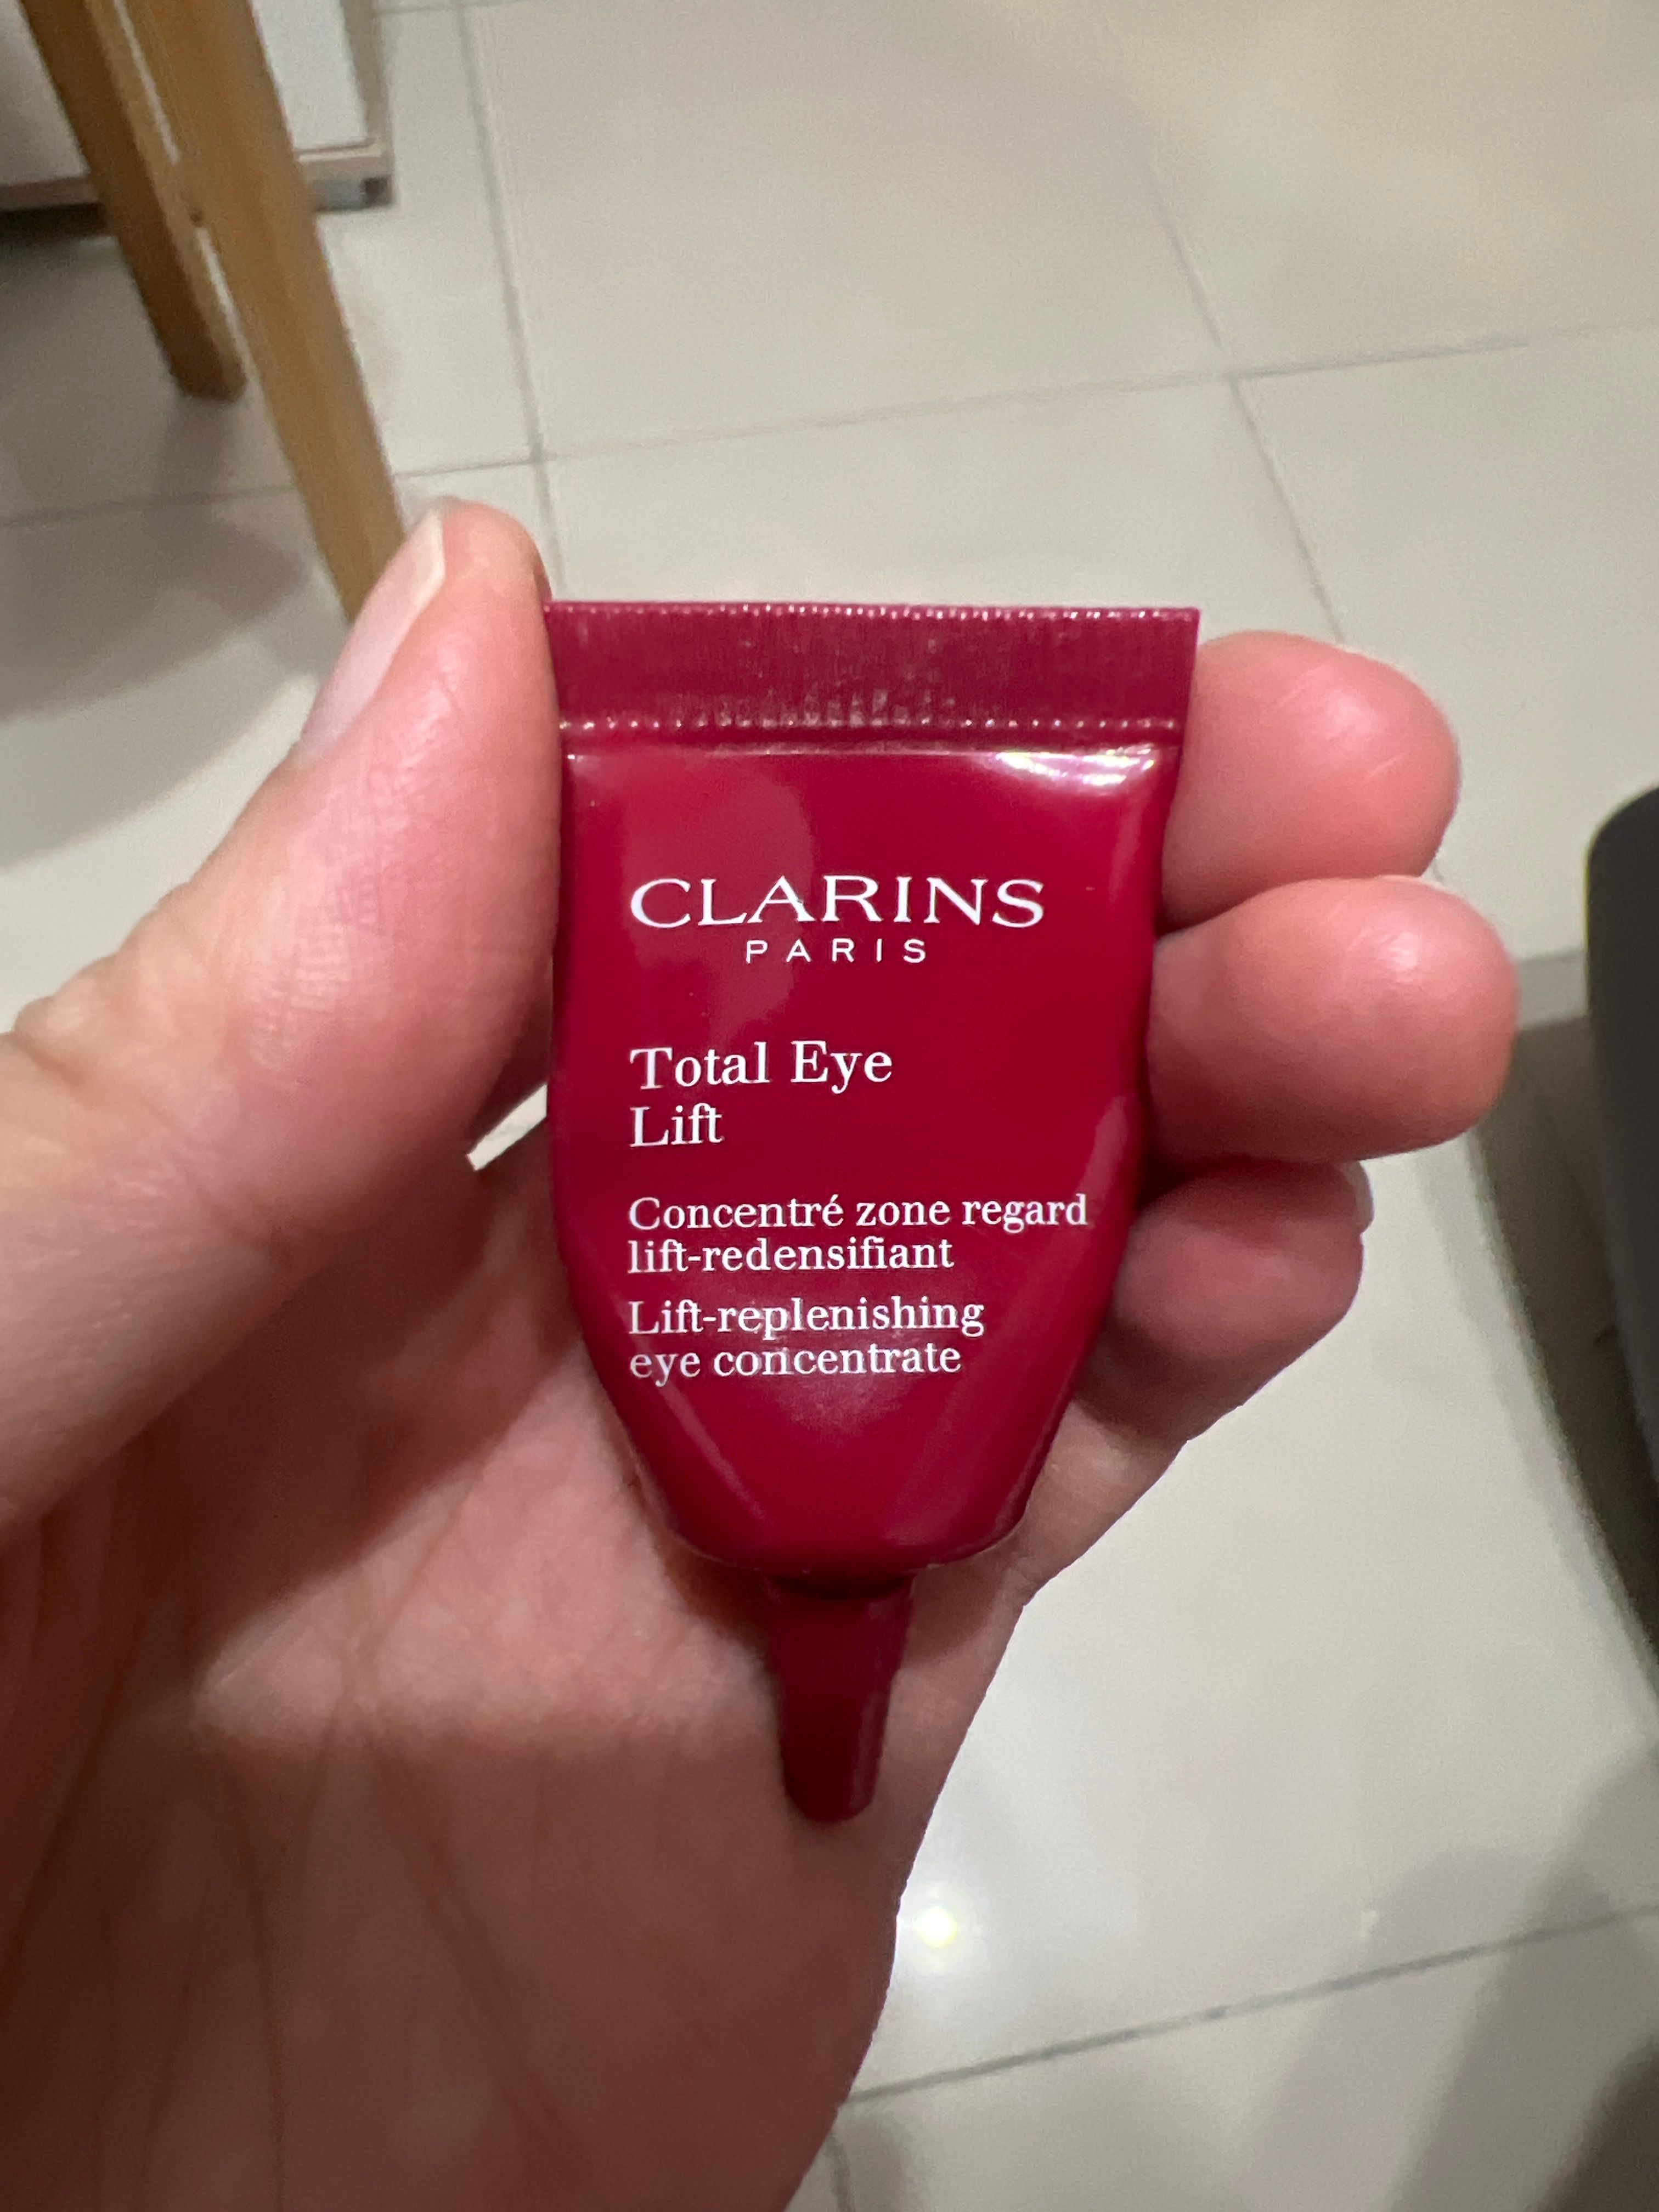 CLARINS
PARIS
Total Eye
Lift
Concentré zone regard
lift-redensifiant
Lift-replenishing
eye concentrate